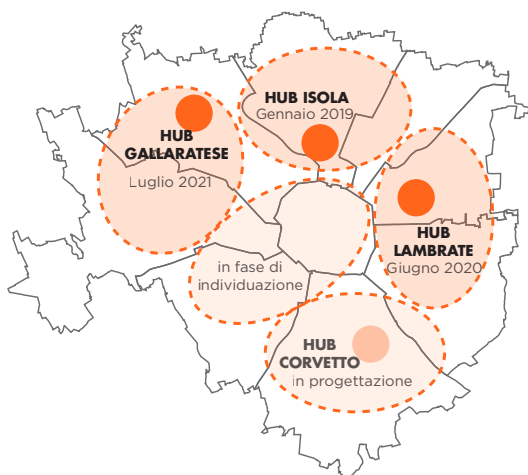 HUB ISOLA
Gennaio 2019
HUB
GALLARATESE
Luglio 2021
HUB
LAMBRATE
Giugno 2020
in fase di
individuazione
HUB
CORVETTO
in progettazione